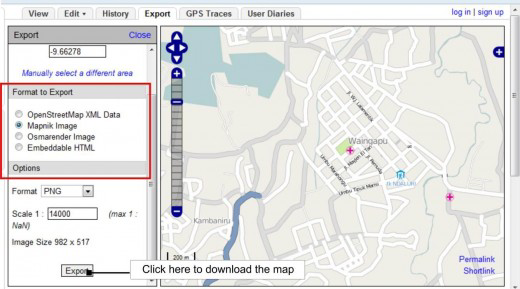 View Edit History Export GPS Traces User Diaries log in | sign up
Export Close
-9.66278
Manually select a different area
Format to Export
OpenStreetMap XML Data
Mapnik Image
Osmarender Image
Embeddable HTML
Options
Format PNG
Scale 1 : 14000 (max 1 :
NaN)
Image Size 982 x 517
Export
Click here to download the map
Waingapu
Kambaniru
200 m
Permalink
Shortlink